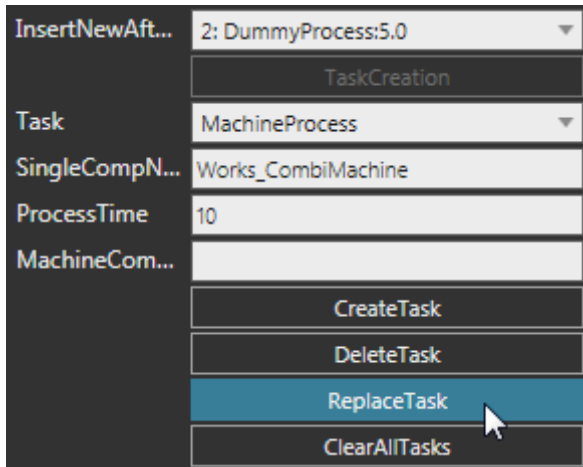 InsertNewAft... 2: DummyProcess:5.0
TaskCreation
Task MachineProcess
SingleCompN... Works_CombiMachine
ProcessTime 10
MachineCom...
CreateTask
DeleteTask
ReplaceTask
ClearAllTasks